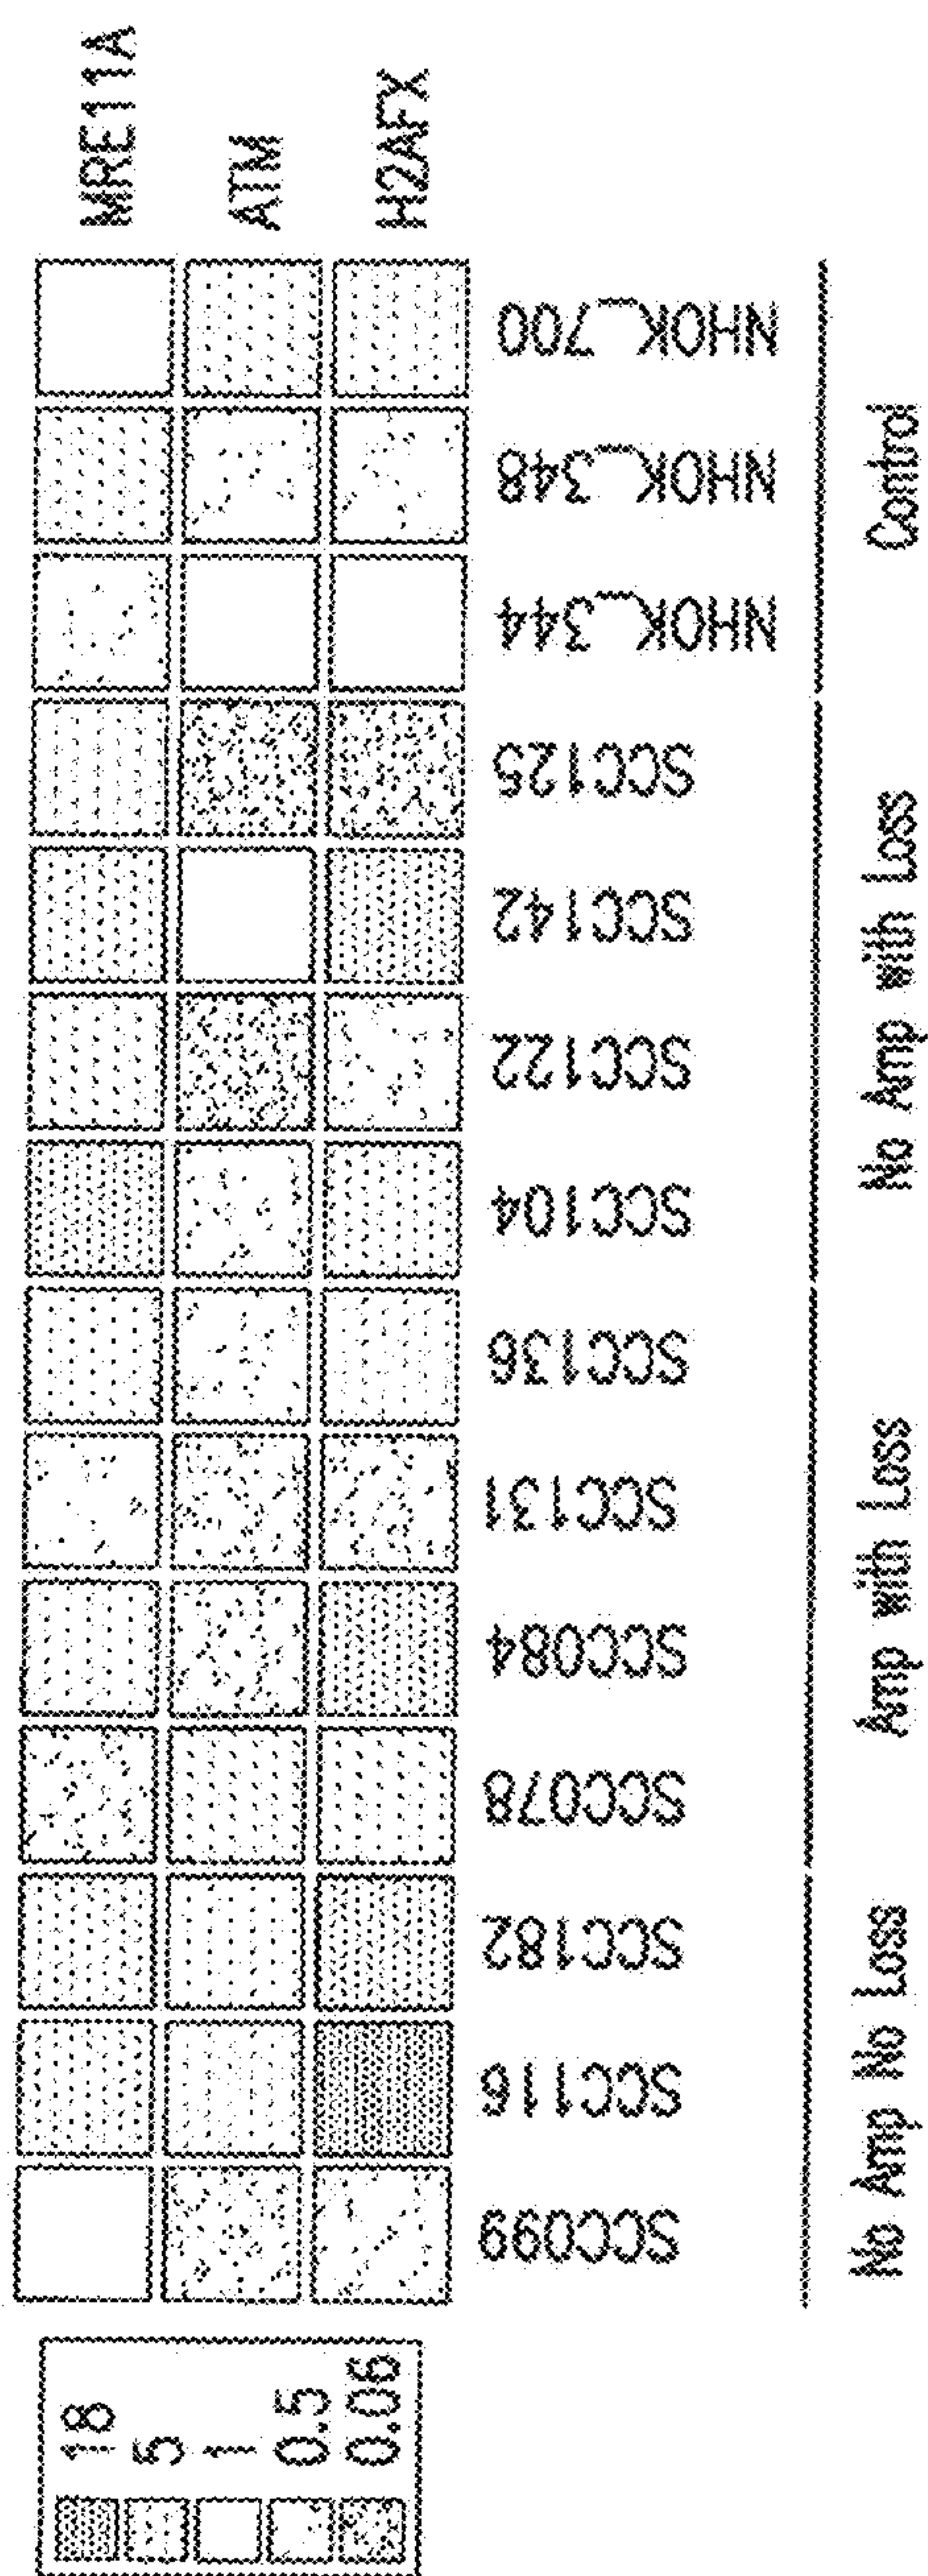 18
5
1
0.5
0.06
MRE111A
ATM
H2AFX
SCC099
SCC116
SCC182
SCC078
SCC084
SCC131
SCC136
SCC104
SCC122
SCC142
SCC125
NHOK_344
NHOK_348
NHOK_700
No Amp No Loss
Amp with Loss
No Amp with Loss
Control